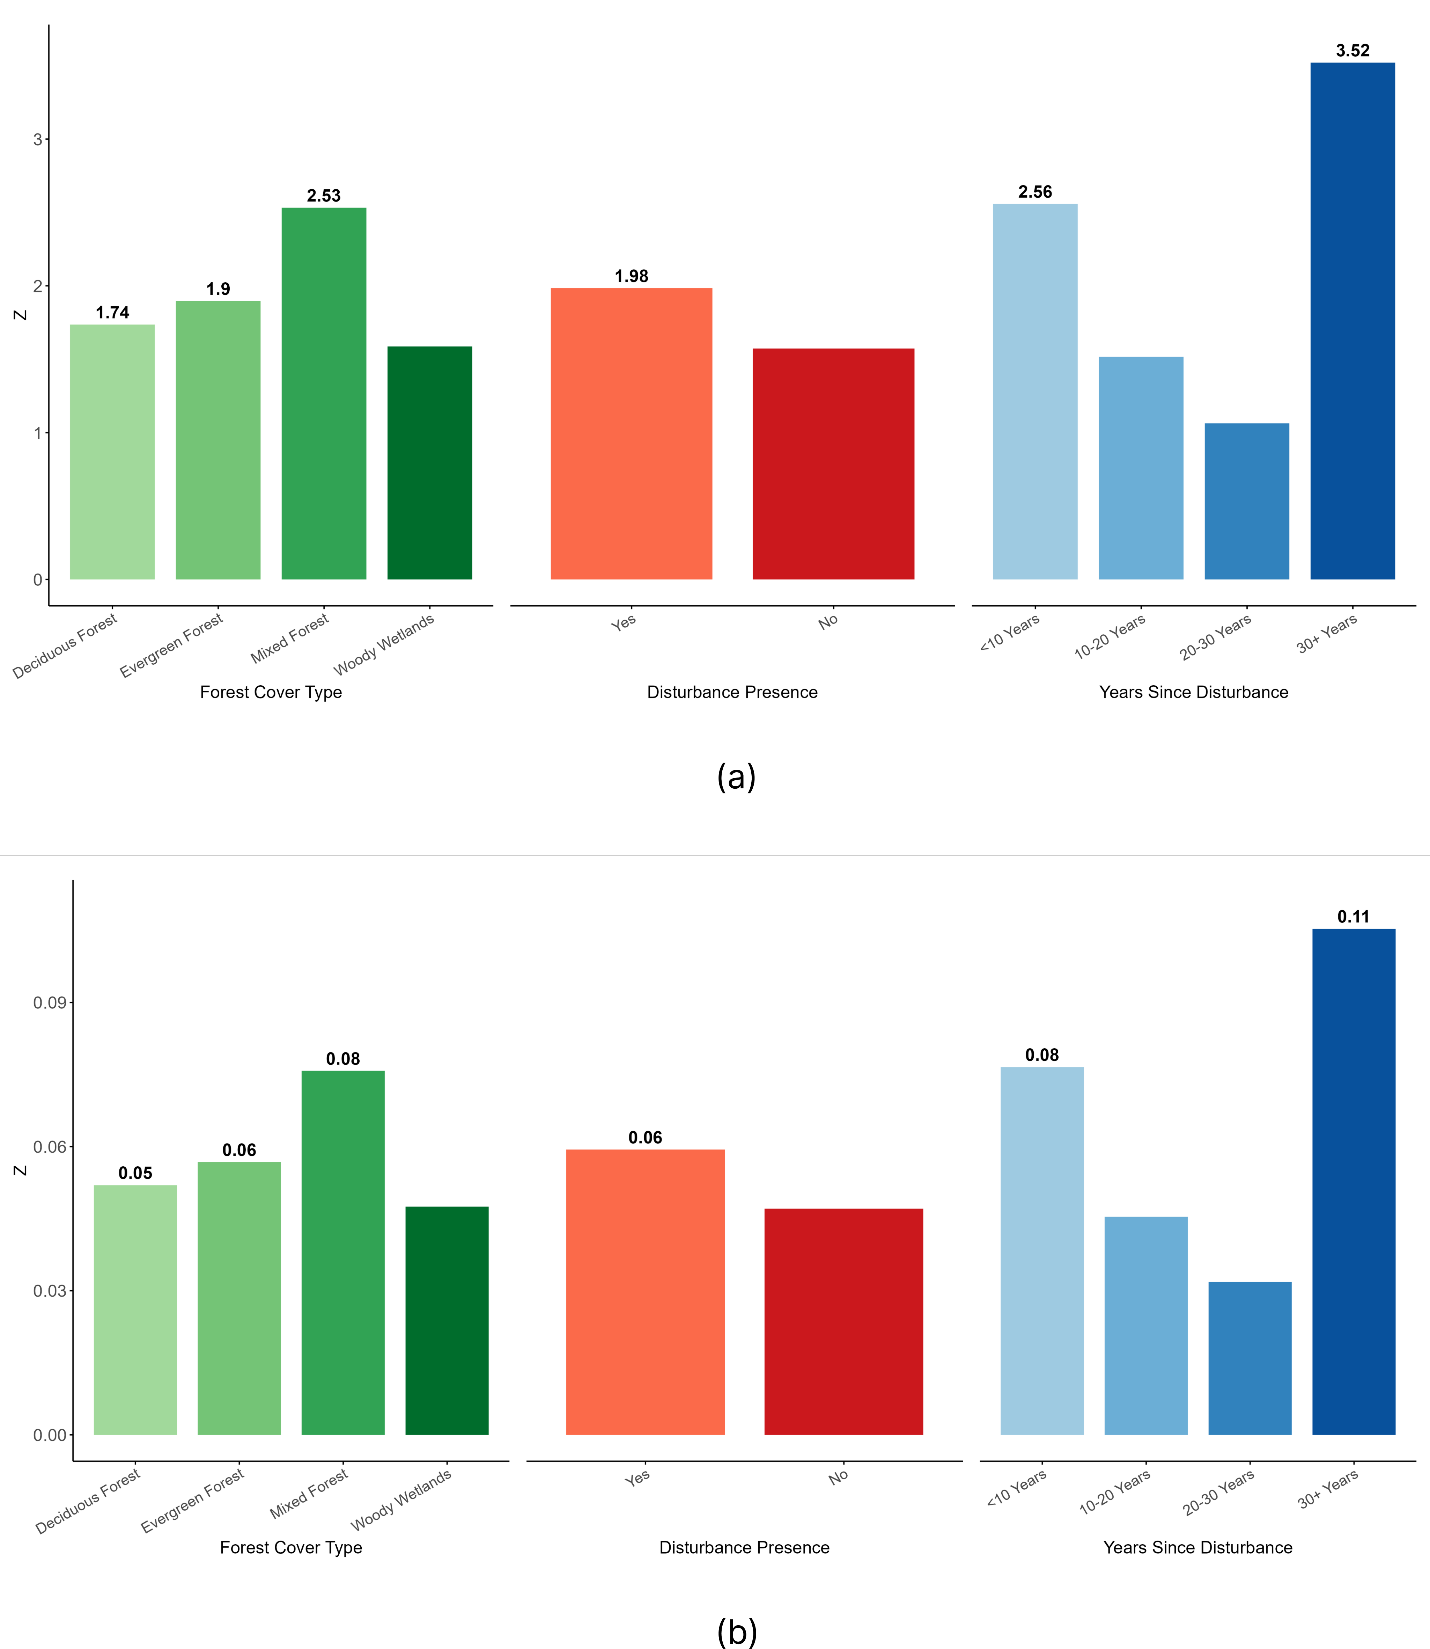 3.52
3
2.56
2.53
1.98
1.9
1.74
2
Z
1
0
Deciduous Forest
Evergreen Forest
Mixed Forest
Woody Wetlands
Yes
No
<10 Years
10-20 Years
20-30 Years
30+ Years
Forest Cover Type
Disturbance Presence
Years Since Disturbance
(a)
0.11
0.09
0.08
0.08
0.06
0.06
0.06
0.05
Z
0.03
0.00
Deciduous Forest
Evergreen Forest
Mixed Forest
Woody Wetlands
Yes
No
<10 Years
10-20 Years
20-30 Years
30+ Years
Forest Cover Type
Disturbance Presence
Years Since Disturbance
(b)